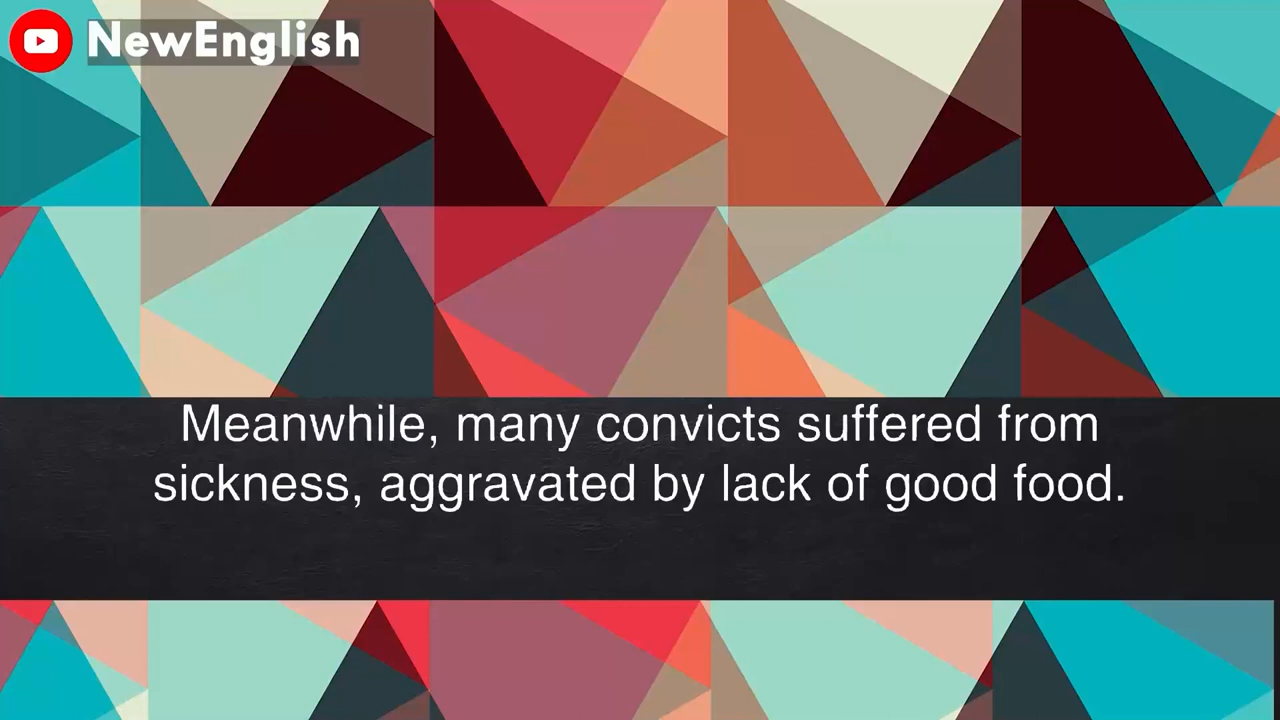 NewEnglish
Meanwhile, many convicts suffered from
sickness, aggravated by lack of good food.